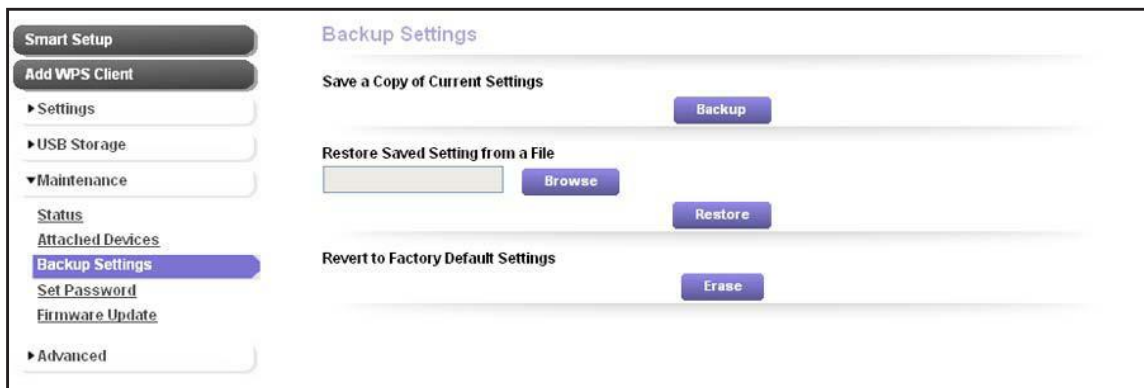 Smart Setup
Add WPS Client
Settings
USB Storage
Maintenance
Status
Attached Devices
Backup Settings
Set Password
Firmware Update
Advanced
Backup Settings
Save a Copy of Current Settings
Backup
Restore Saved Setting from a File
Browse
Restore
Revert to Factory Default Settings
Erase